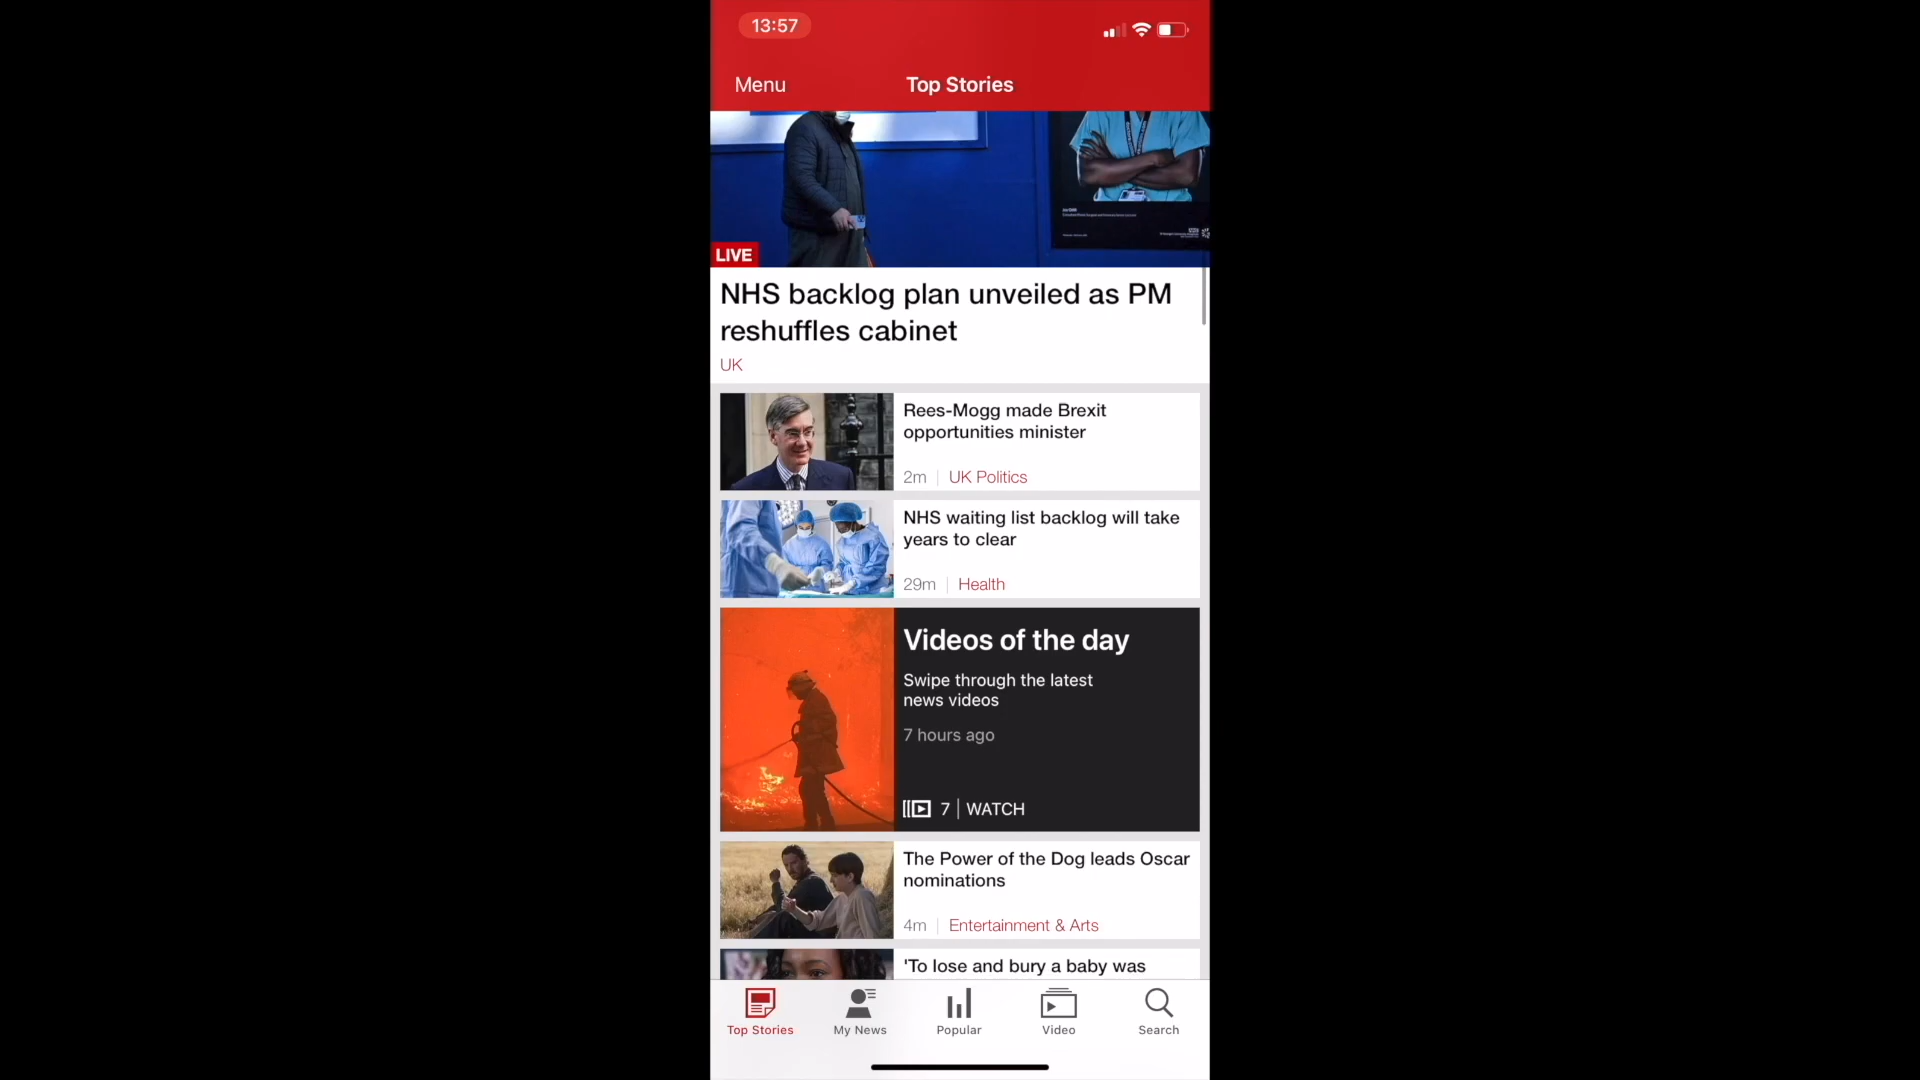 13:57
Menu
Top Stories
LIVE
NHS backlog plan unveiled as PM
reshuffles cabinet
UK
Rees-Mogg made Brexit
opportunities minister
2m | UK Politics
NHS waiting list backlog will take
years to clear
29m | Health
Videos of the day
Swipe through the latest
news videos
7 hours ago
7 | WATCH
The Power of the Dog leads Oscar
nominations
4m | Entertainment & Arts
'To lose and bury a baby was
Top Stories
My News
Popular
Video
Search